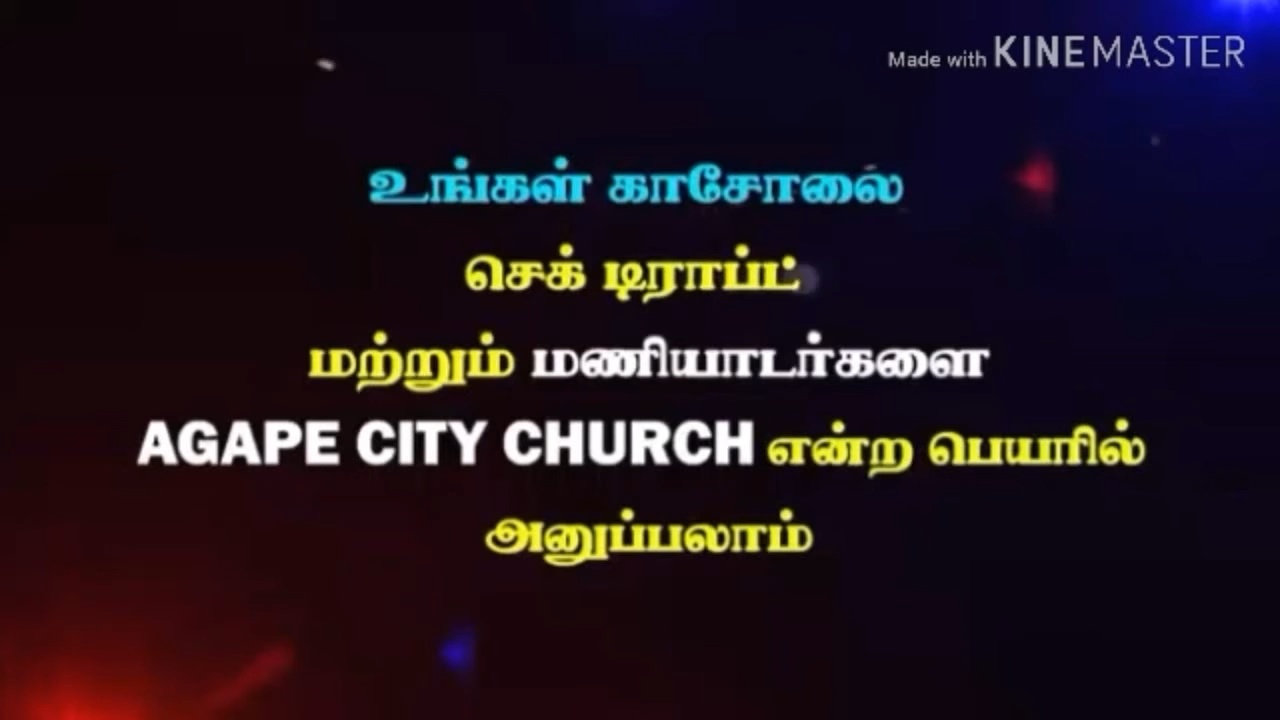 Made with KINEMASTER
உங்கள் காசோலை
செக் டிராப்ட்
மற்றும் மணியாடர்களை
AGAPE CITY CHURCH என்ற பெயரில்
அனுப்பலாம்